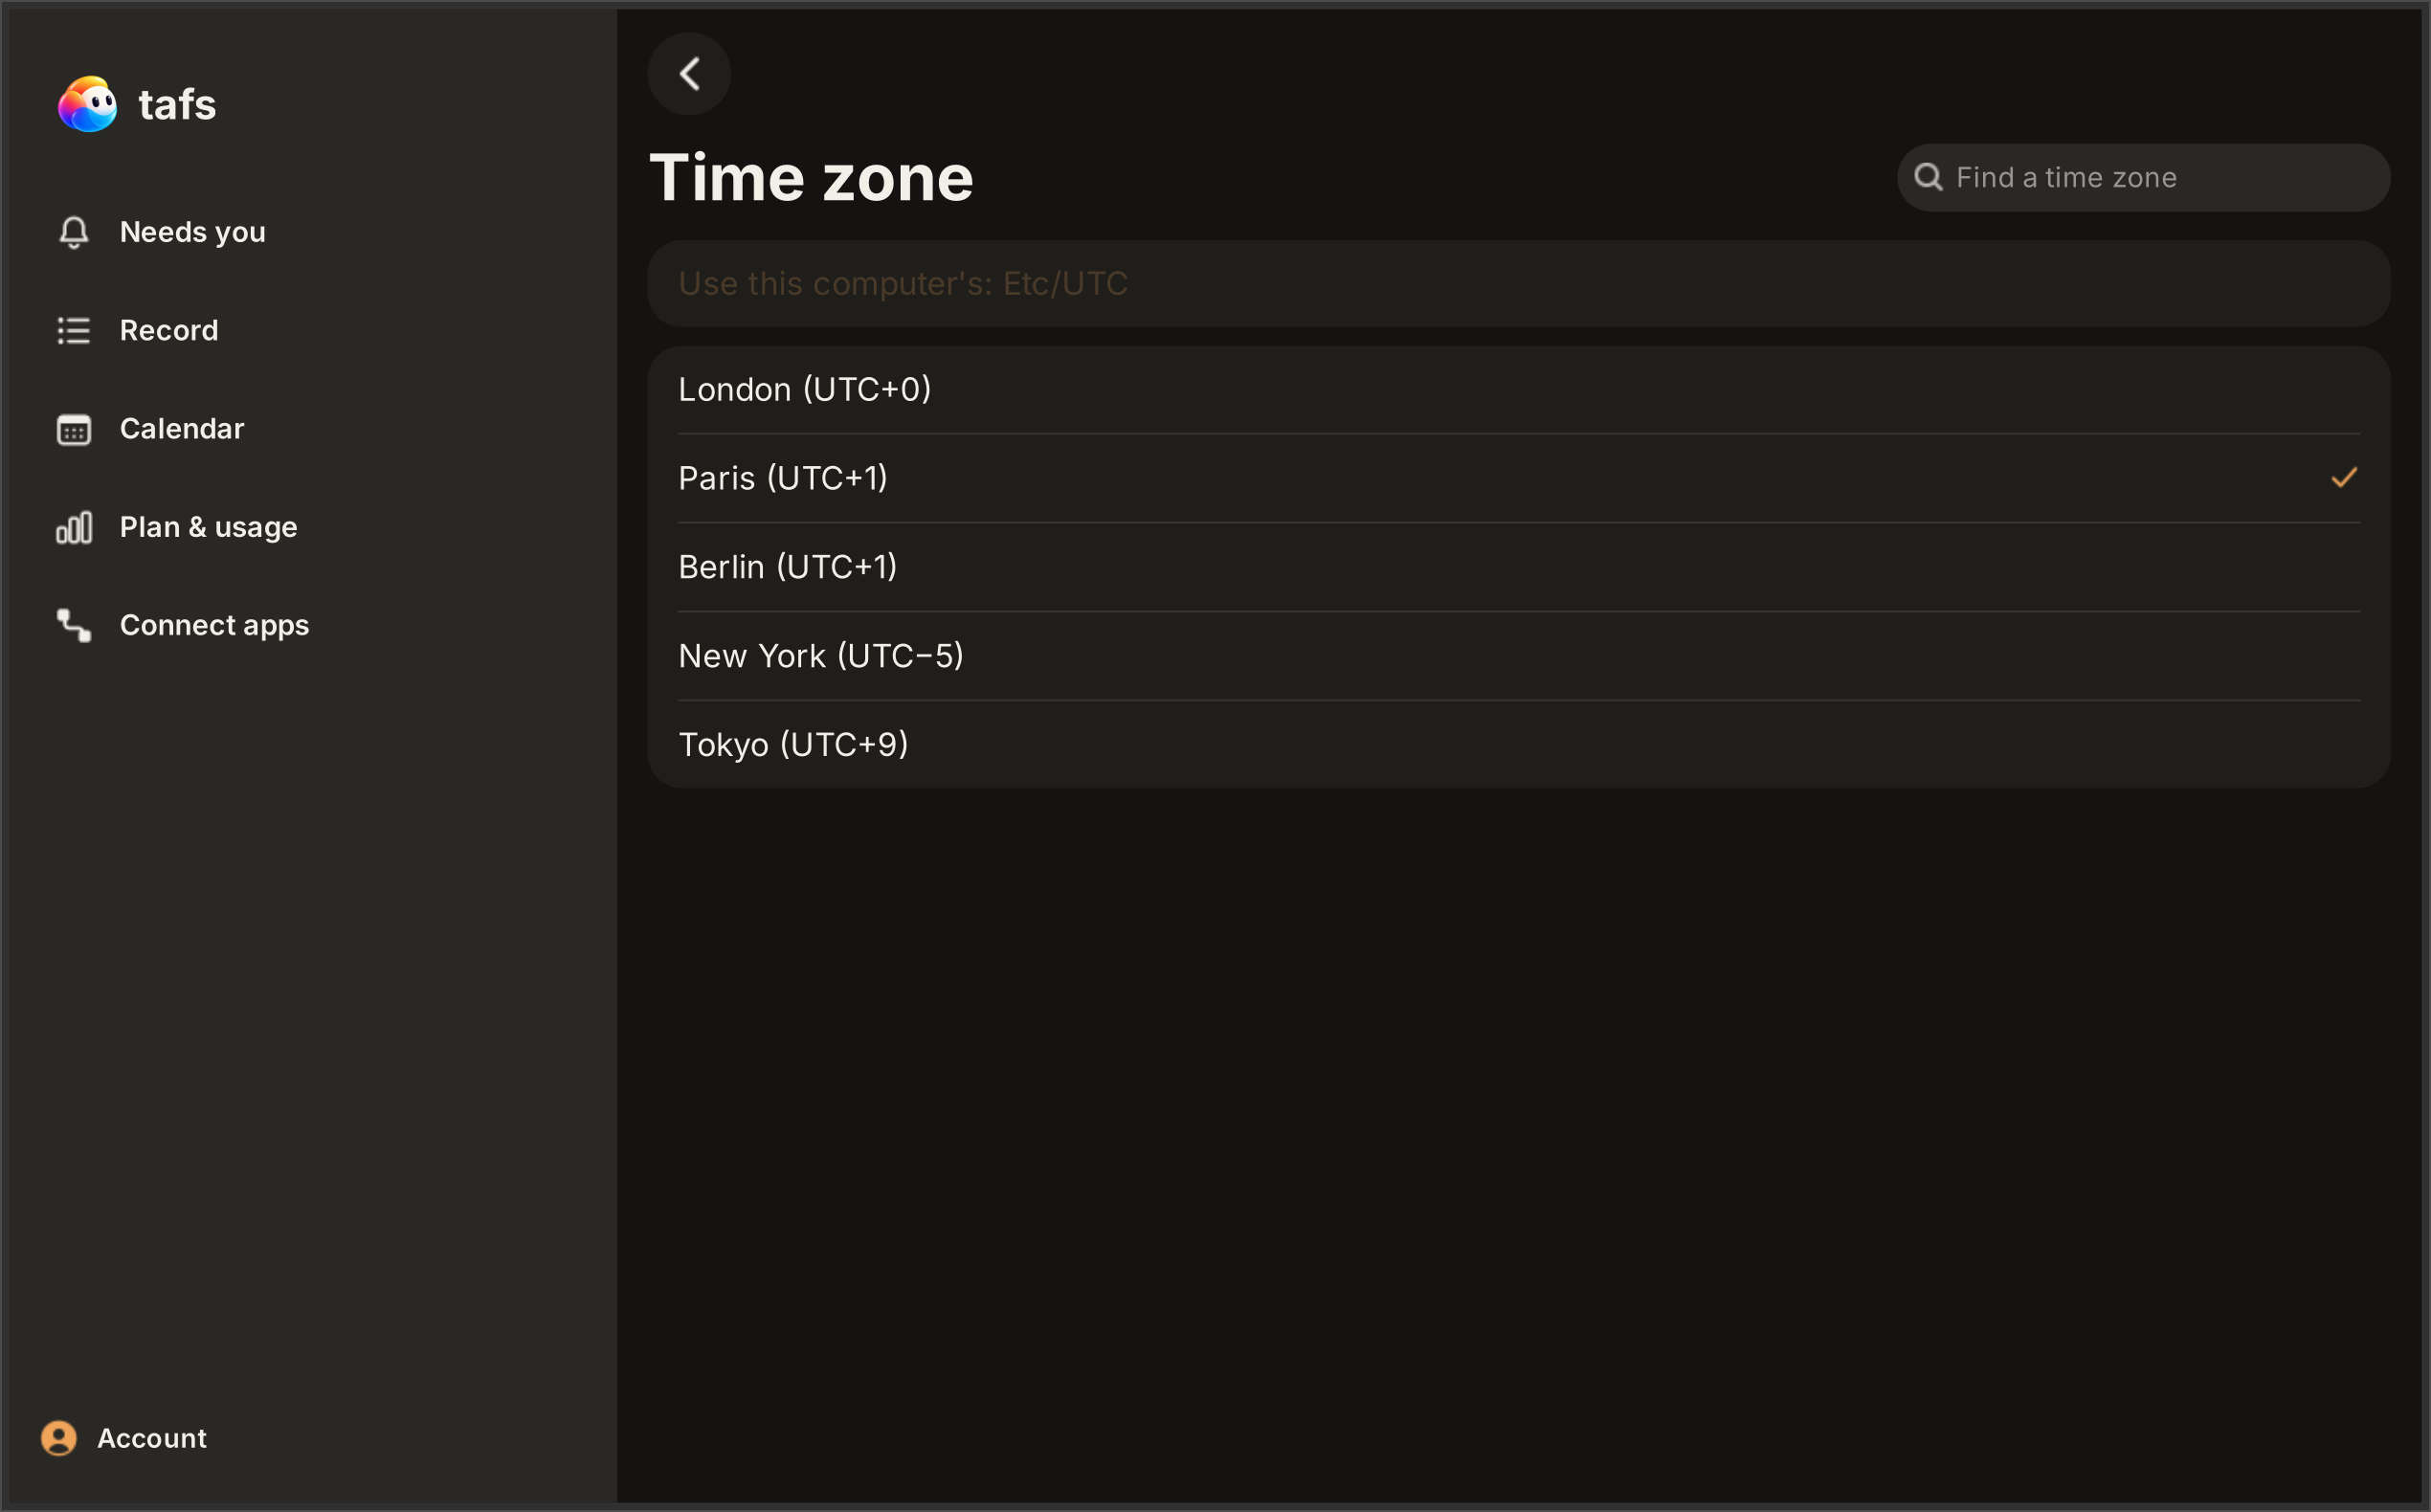 tafs
Needs you
Record
Calendar
Plan & usage
Connect apps
Account
Time zone
Find a time zone
Use this computer's: Etc/UTC
London (UTC+0)
Paris (UTC+1)
Berlin (UTC+1)
New York (UTC−5)
Tokyo (UTC+9)